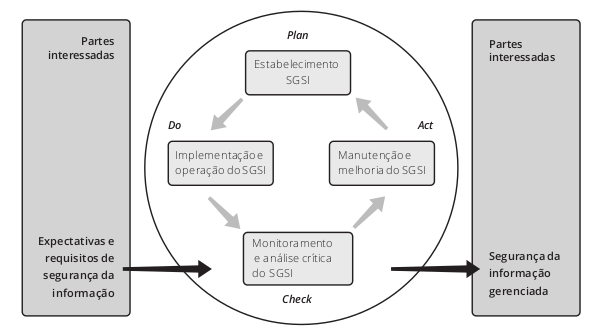 Partes
interessadas
Expectativas e
requisitos de
segurança da
informação
Plan
Estabelecimento
SGSI
Do
Implementação e
operação do SGSI
Act
Manutenção e
melhoria do SGSI
Monitoramento
e análise crítica
do SGSI
Check
Partes
interessadas
Segurança da
informação
gerenciada